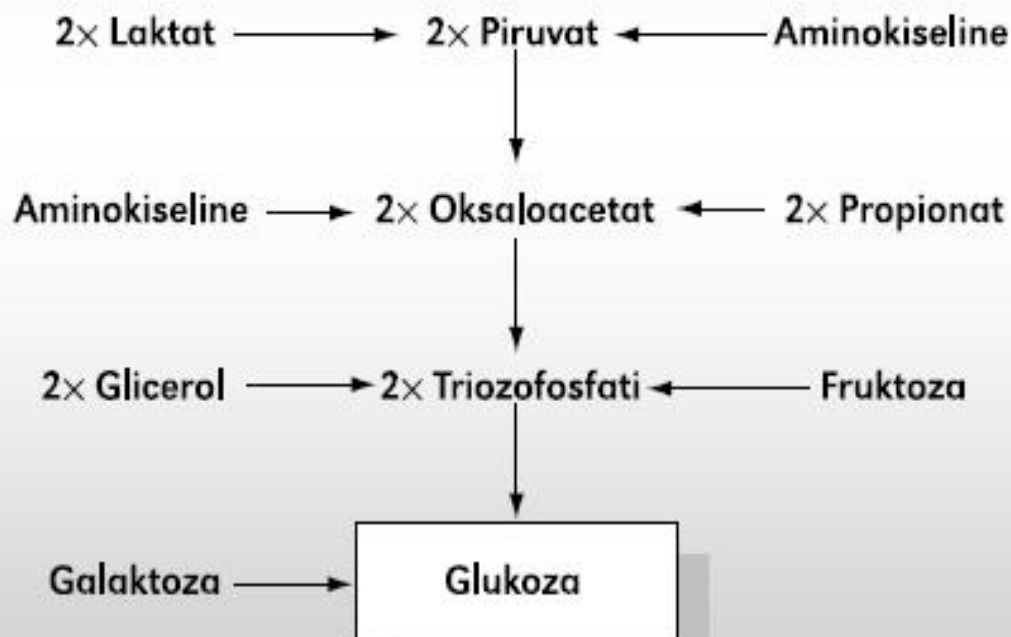 2× Laktat 2× Piruvat Aminokiseline
Aminokiseline 2× Oksaloacetat 2× Propionat
2× Glicerol 2× Triozofosfati Fruktoza
Galaktoza Glukoza